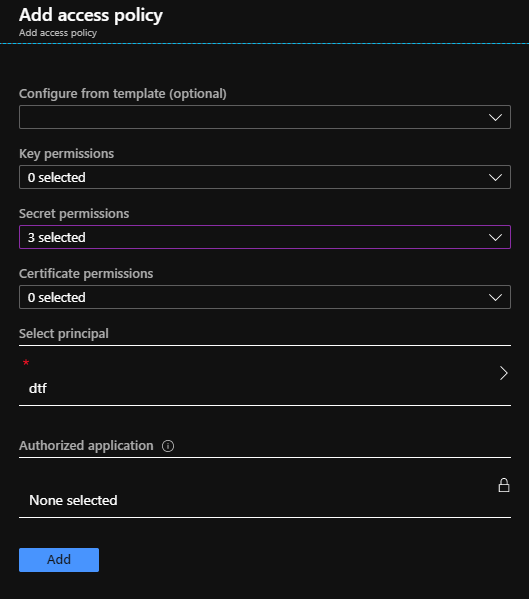 Add access policy
Add access policy
Configure from template (optional)
Key permissions
0 selected
Secret permissions
3 selected
Certificate permissions
0 selected
Select principal
*
dtf
Authorized application
None selected
Add